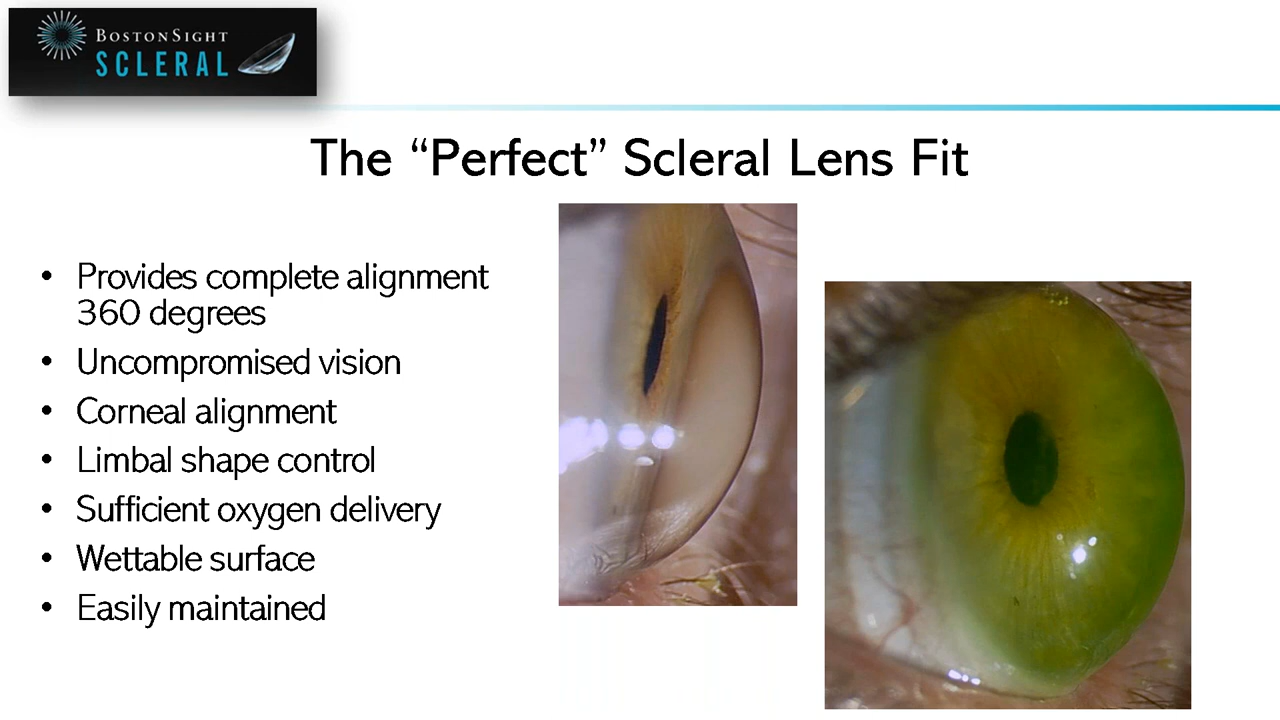 BOSTONSIGHT
SCLERAL
The “Perfect” Scleral Lens Fit
• Provides complete alignment
360 degrees
• Uncompromised vision
• Corneal alignment
• Limbal shape control
• Sufficient oxygen delivery
• Wettable surface
• Easily maintained